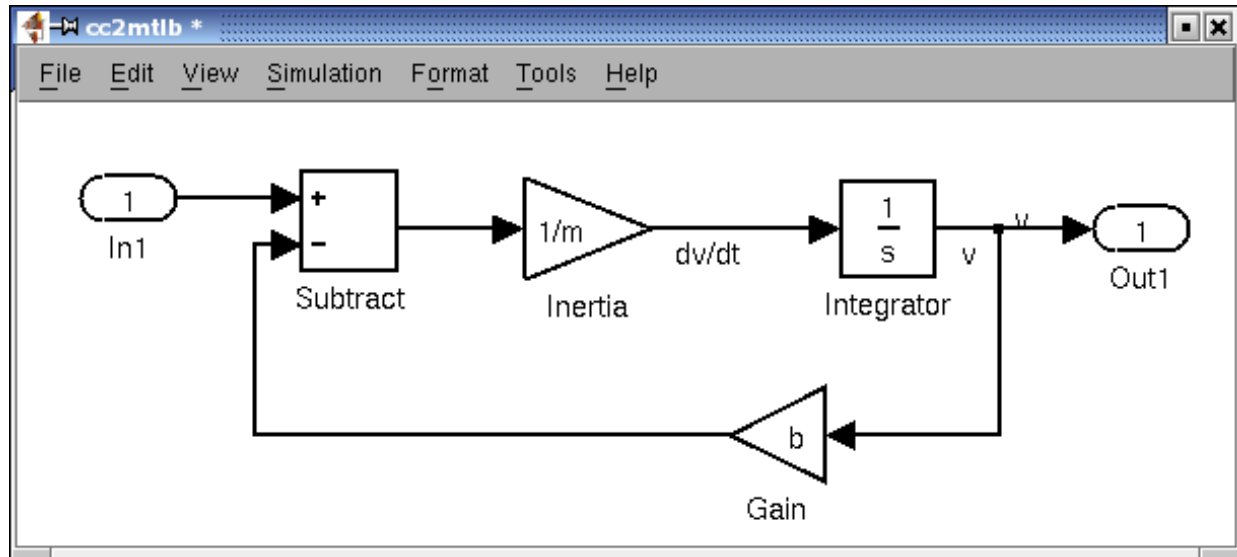 cc2mtlb *
File Edit View Simulation Format Tools Help
1
In1
+
−
Subtract
1/m
Inertia
dv/dt
1
s
Integrator
v
v
1
Out1
b
Gain